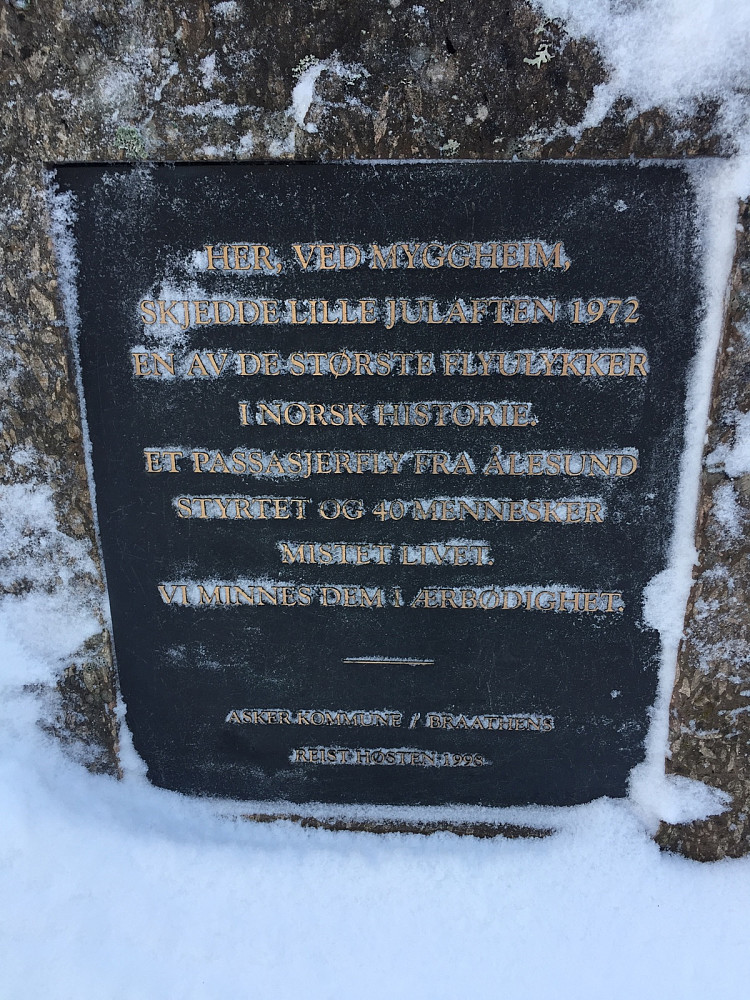 HER, VED MYGGHEIM,
SKJEDDE LILLE JULAFTEN 1972
EN AV DE STØRSTE FLYULYKKER
I NORSK HISTORIE.
ET PASSASJERFLY FRA ÅLESUND
STYRTET OG 40 MENNESKER
MISTET LIVET.
VI MINNES DEM I ÆRBØDIGHET.
ASKER KOMMUNE / BRAATHENS
REIST HØSTEN 1998